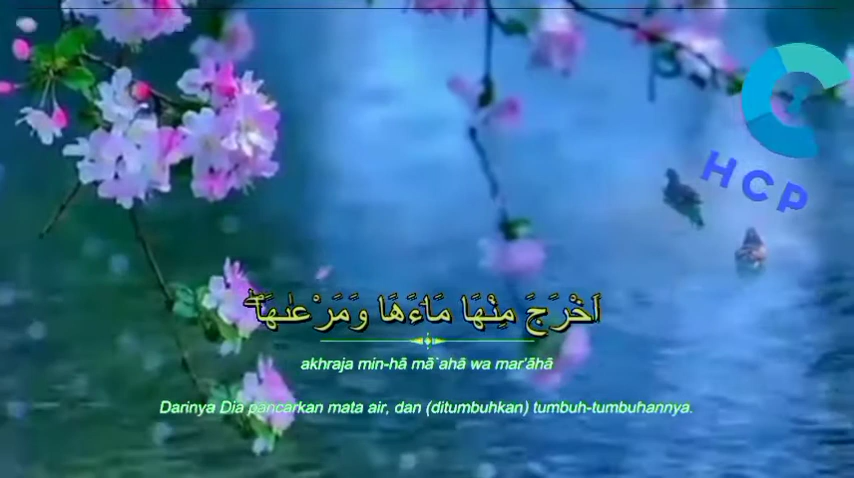 HCP
اَخْرَجَ مِنْهَا مَاۤءَهَا وَمَرْعٰىهَاۖ
akhraja min-hā mā`ahā wa mar'āhā
Darinya Dia pancarkan mata air, dan (ditumbuhkan) tumbuh-tumbuhannya.